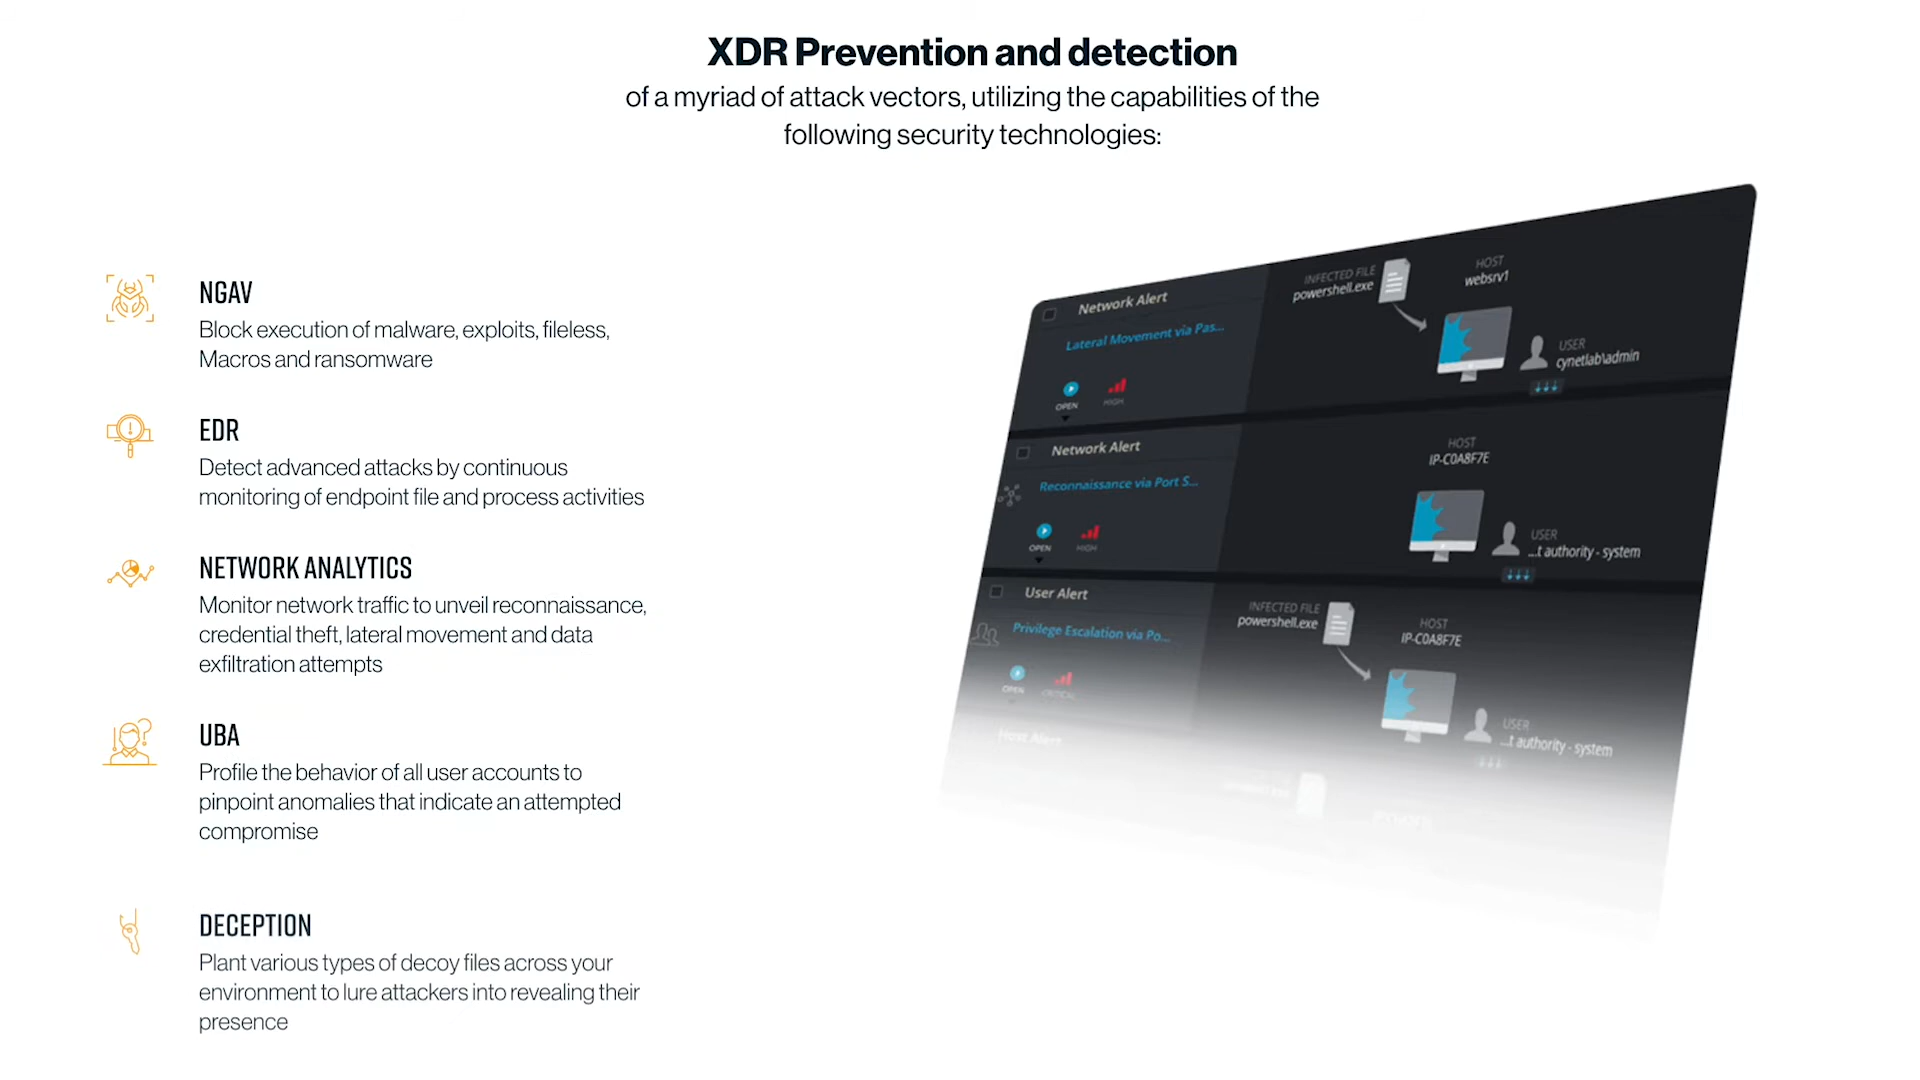 XDR Prevention and detection
of a myriad of attack vectors, utilizing the capabilities of the
following security technologies:
NGAV
Block execution of malware, exploits, fileless,
Macros and ransomware
EDR
Detect advanced attacks by continuous
monitoring of endpoint file and process activities
NETWORK ANALYTICS
Monitor network traffic to unveil reconnaissance,
credential theft, lateral movement and data
exfiltration attempts
UBA
Profile the behavior of all user accounts to
pinpoint anomalies that indicate an attempted
compromise
DECEPTION
Plant various types of decoy files across your
environment to lure attackers into revealing their
presence
Network Alert
Lateral Movement via Pas...
OPEN
HIGH
INFECTED FILE
powershell.exe
HOST
websrv1
USER
cynetlab\admin
Network Alert
Reconnaissance via Port S...
OPEN
HIGH
HOST
IP-C0A8F7E
USER
...t authority - system
User Alert
Privilege Escalation via Po...
OPEN
CRITICAL
INFECTED FILE
powershell.exe
HOST
IP-C0A8F7E
USER
...t authority - system
Host Alert